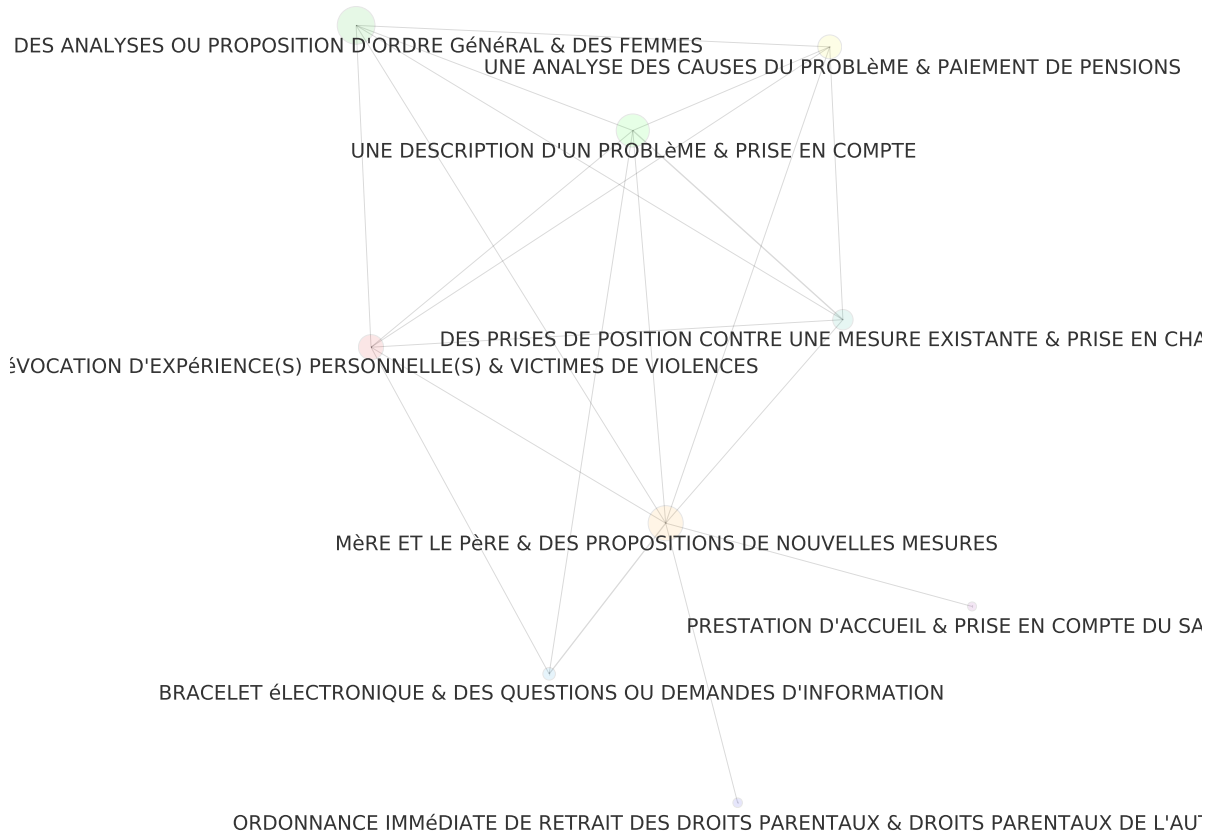 DES ANALYSES OU PROPOSITION D'ORDRE GéNéRAL & DES FEMMES
UNE ANALYSE DES CAUSES DU PROBLèME & PAIEMENT DE PENSIONS
UNE DESCRIPTION D'UN PROBLèME & PRISE EN COMPTE
DES PRISES DE POSITION CONTRE UNE MESURE EXISTANTE & PRISE EN CHA
éVOCATION D'EXPéRIENCE(S) PERSONNELLE(S) & VICTIMES DE VIOLENCES
MèRE ET LE PèRE & DES PROPOSITIONS DE NOUVELLES MESURES
PRESTATION D'ACCUEIL & PRISE EN COMPTE DU SA
BRACELET éLECTRONIQUE & DES QUESTIONS OU DEMANDES D'INFORMATION
ORDONNANCE IMMéDIATE DE RETRAIT DES DROITS PARENTAUX & DROITS PARENTAUX DE L'AUT